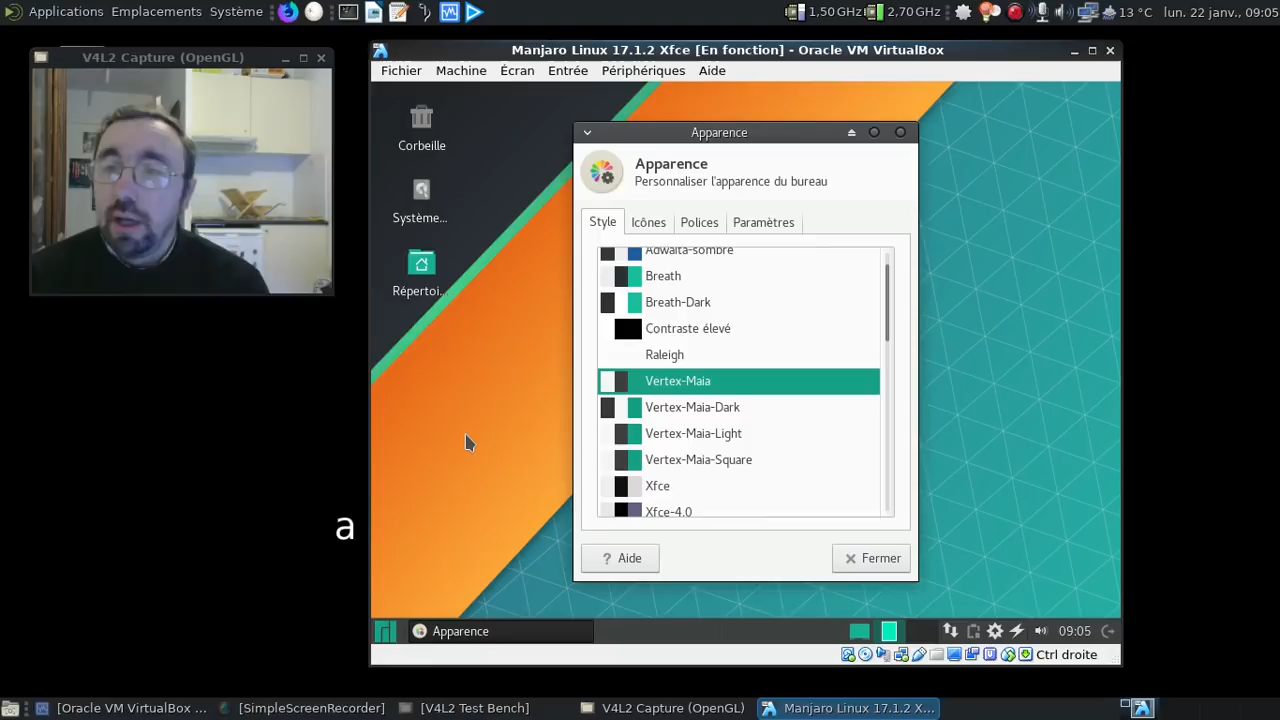 Applications Emplacements Système 1,50 GHz 2,70 GHz 13 °C lun. 22 janv., 09:05
V4L2 Capture (OpenGL)
Manjaro Linux 17.1.2 Xfce [En fonction] - Oracle VM VirtualBox
Fichier Machine Écran Entrée Périphériques Aide
Corbeille
Système...
Répertoi...
Apparence
Apparence
Personnaliser l'apparence du bureau
Style Icônes Polices Paramètres
Adwaita-sombre
Breath
Breath-Dark
Contraste élevé
Raleigh
Vertex-Maia
Vertex-Maia-Dark
Vertex-Maia-Light
Vertex-Maia-Square
Xfce
Xfce-4.0
a
? Aide Fermer
Apparence 09:05
Ctrl droite
[Oracle VM VirtualBox ... [SimpleScreenRecorder] [V4L2 Test Bench] V4L2 Capture (OpenGL) Manjaro Linux 17.1.2 X...